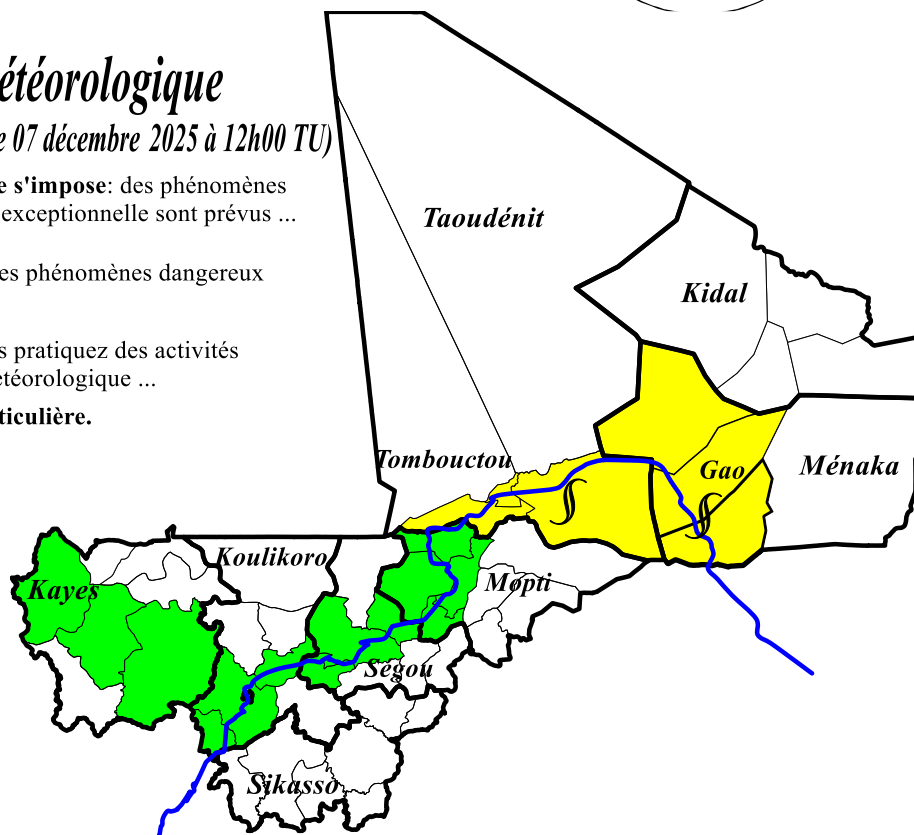 étéorologique
e 07 décembre 2025 à 12h00 TU)
e s'impose: des phénomènes
exceptionnelle sont prévus ...
es phénomènes dangereux
s pratiquez des activités
etéorologique ...
ticulière.
Taoudénit
Kidal
Tombouctou
Gao
Ménaka
Koulikoro
Kayes
Mopti
Ségou
Sikasso